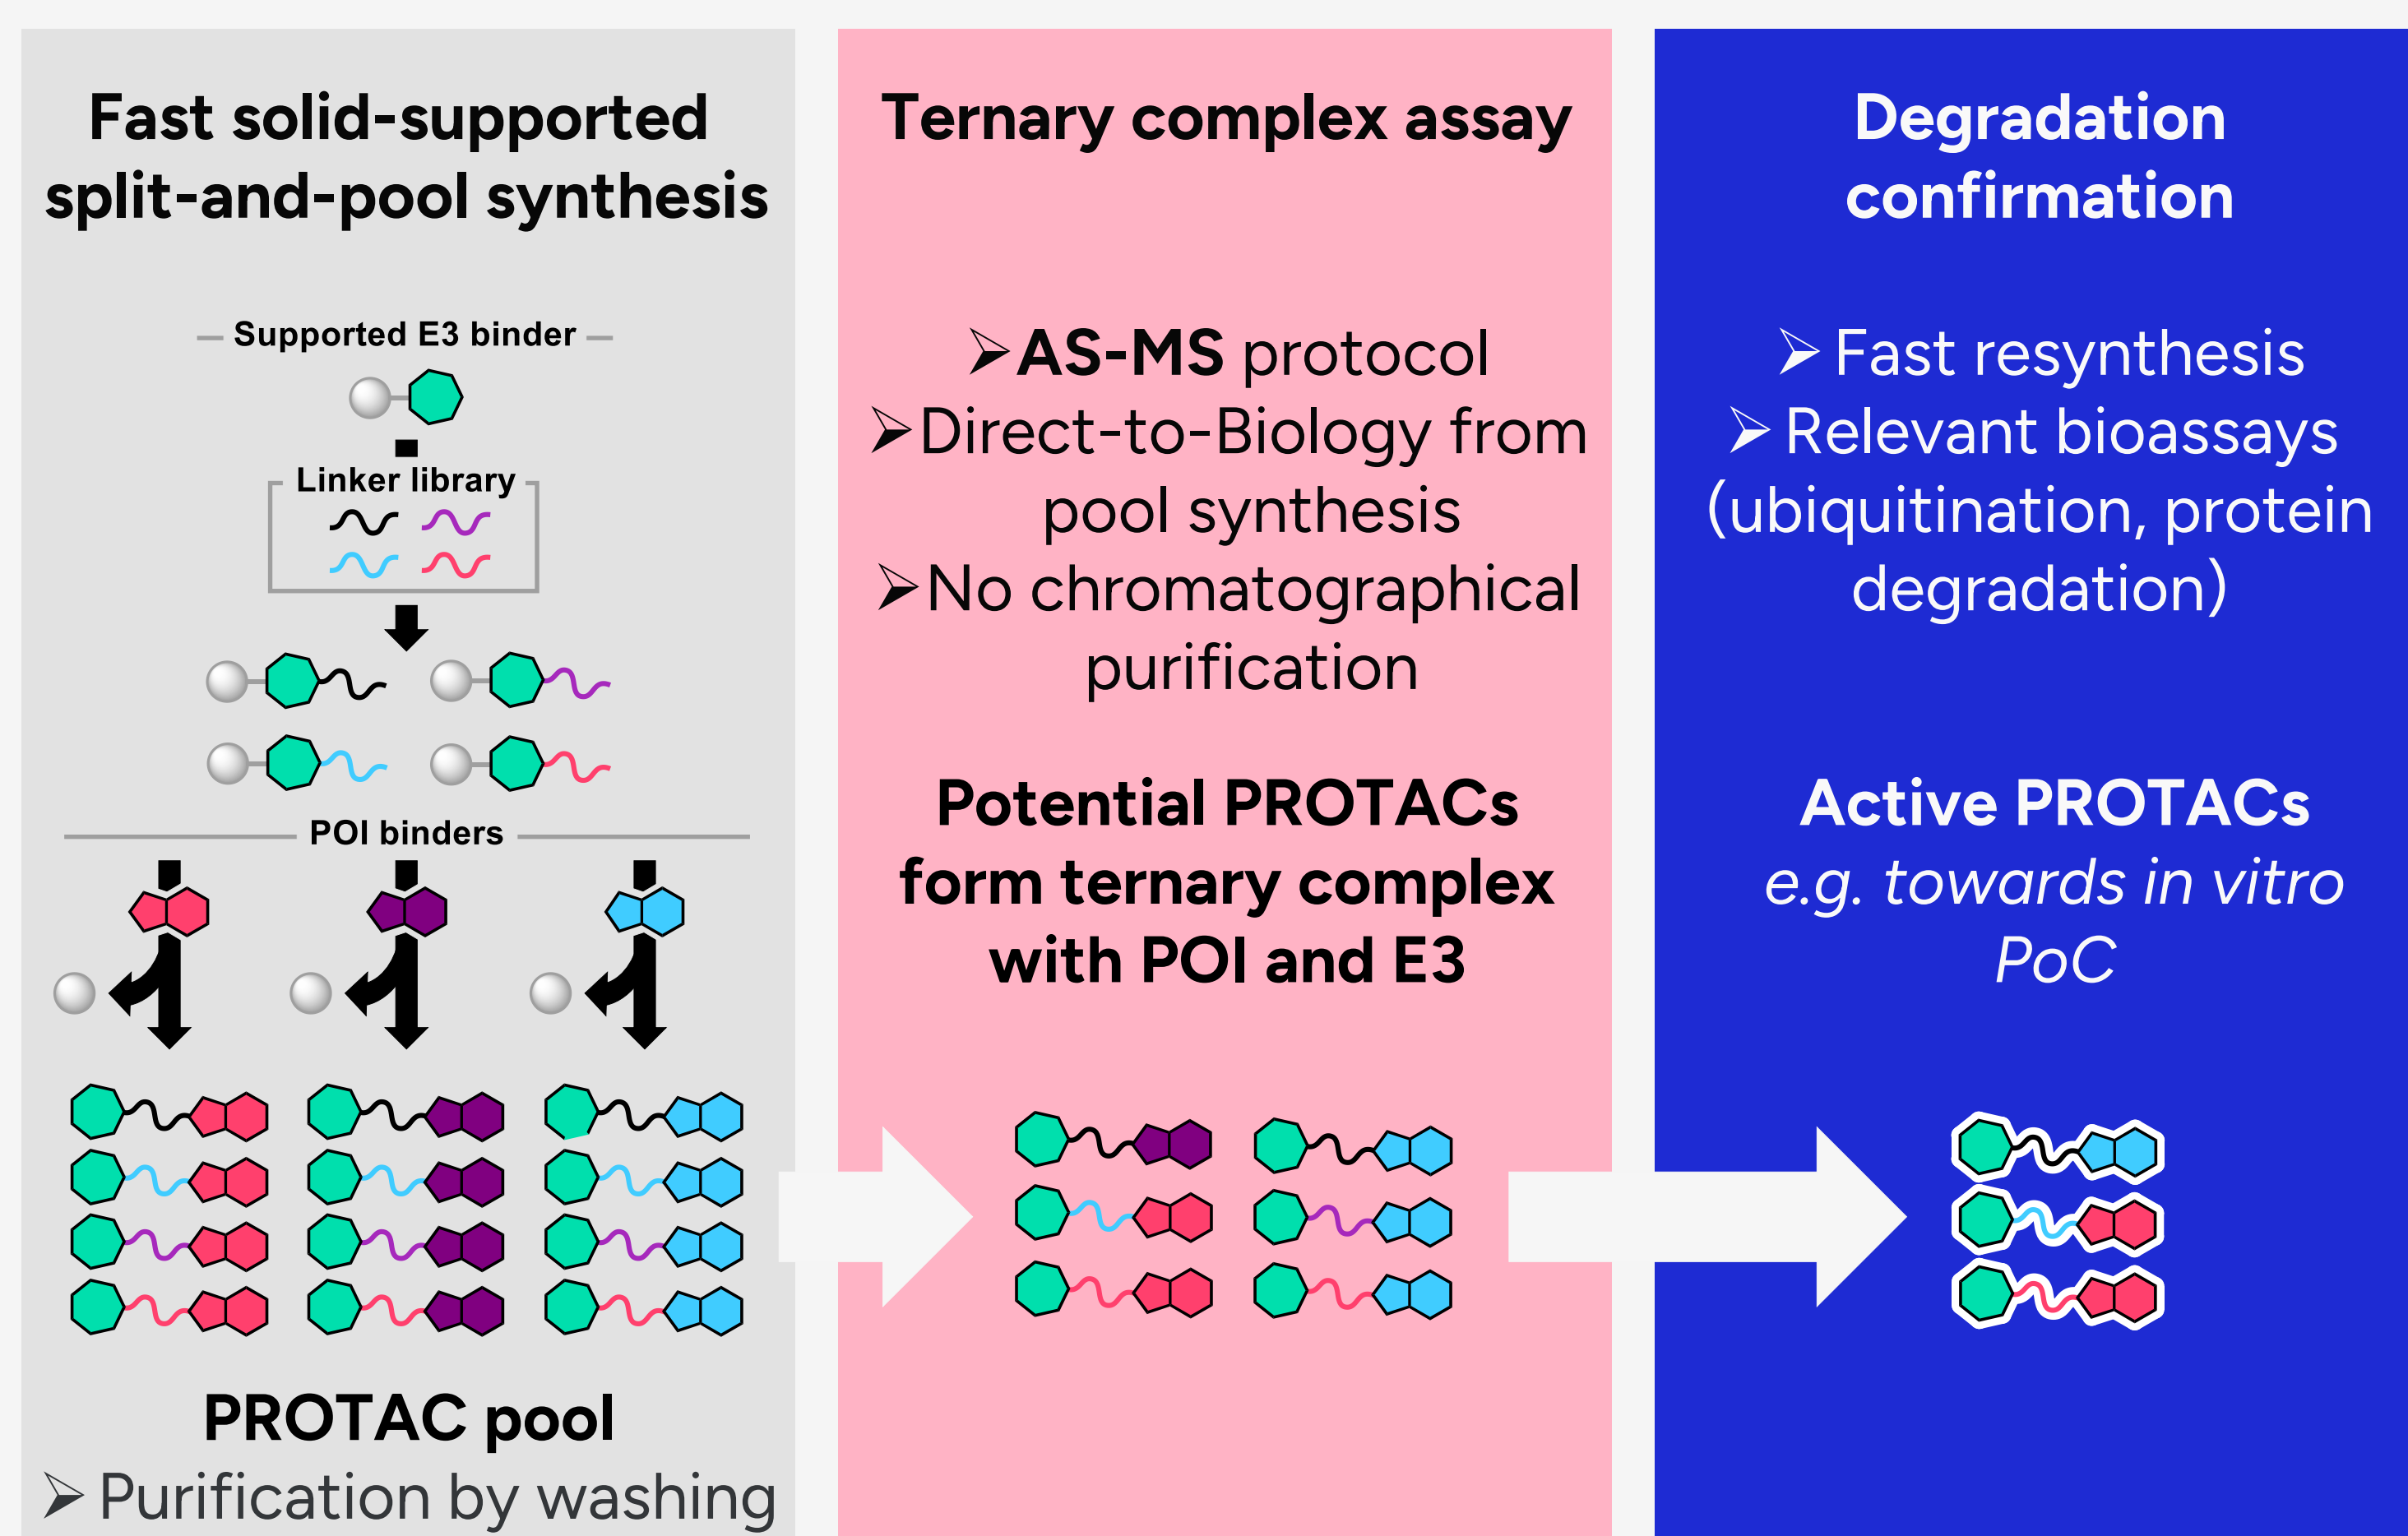 Fast solid-supported
split-and-pool synthesis
Supported E3 binder
Linker library
POI binders
PROTAC pool
➢ Purification by washing
Ternary complex assay
➢AS-MS protocol
➢Direct-to-Biology from
pool synthesis
➢No chromatographical
purification
Potential PROTACs
form ternary complex
with POI and E3
Degradation
confirmation
➢ Fast resynthesis
➢ Relevant bioassays
(ubiquitination, protein
degradation)
Active PROTACs
e.g. towards in vitro
PoC